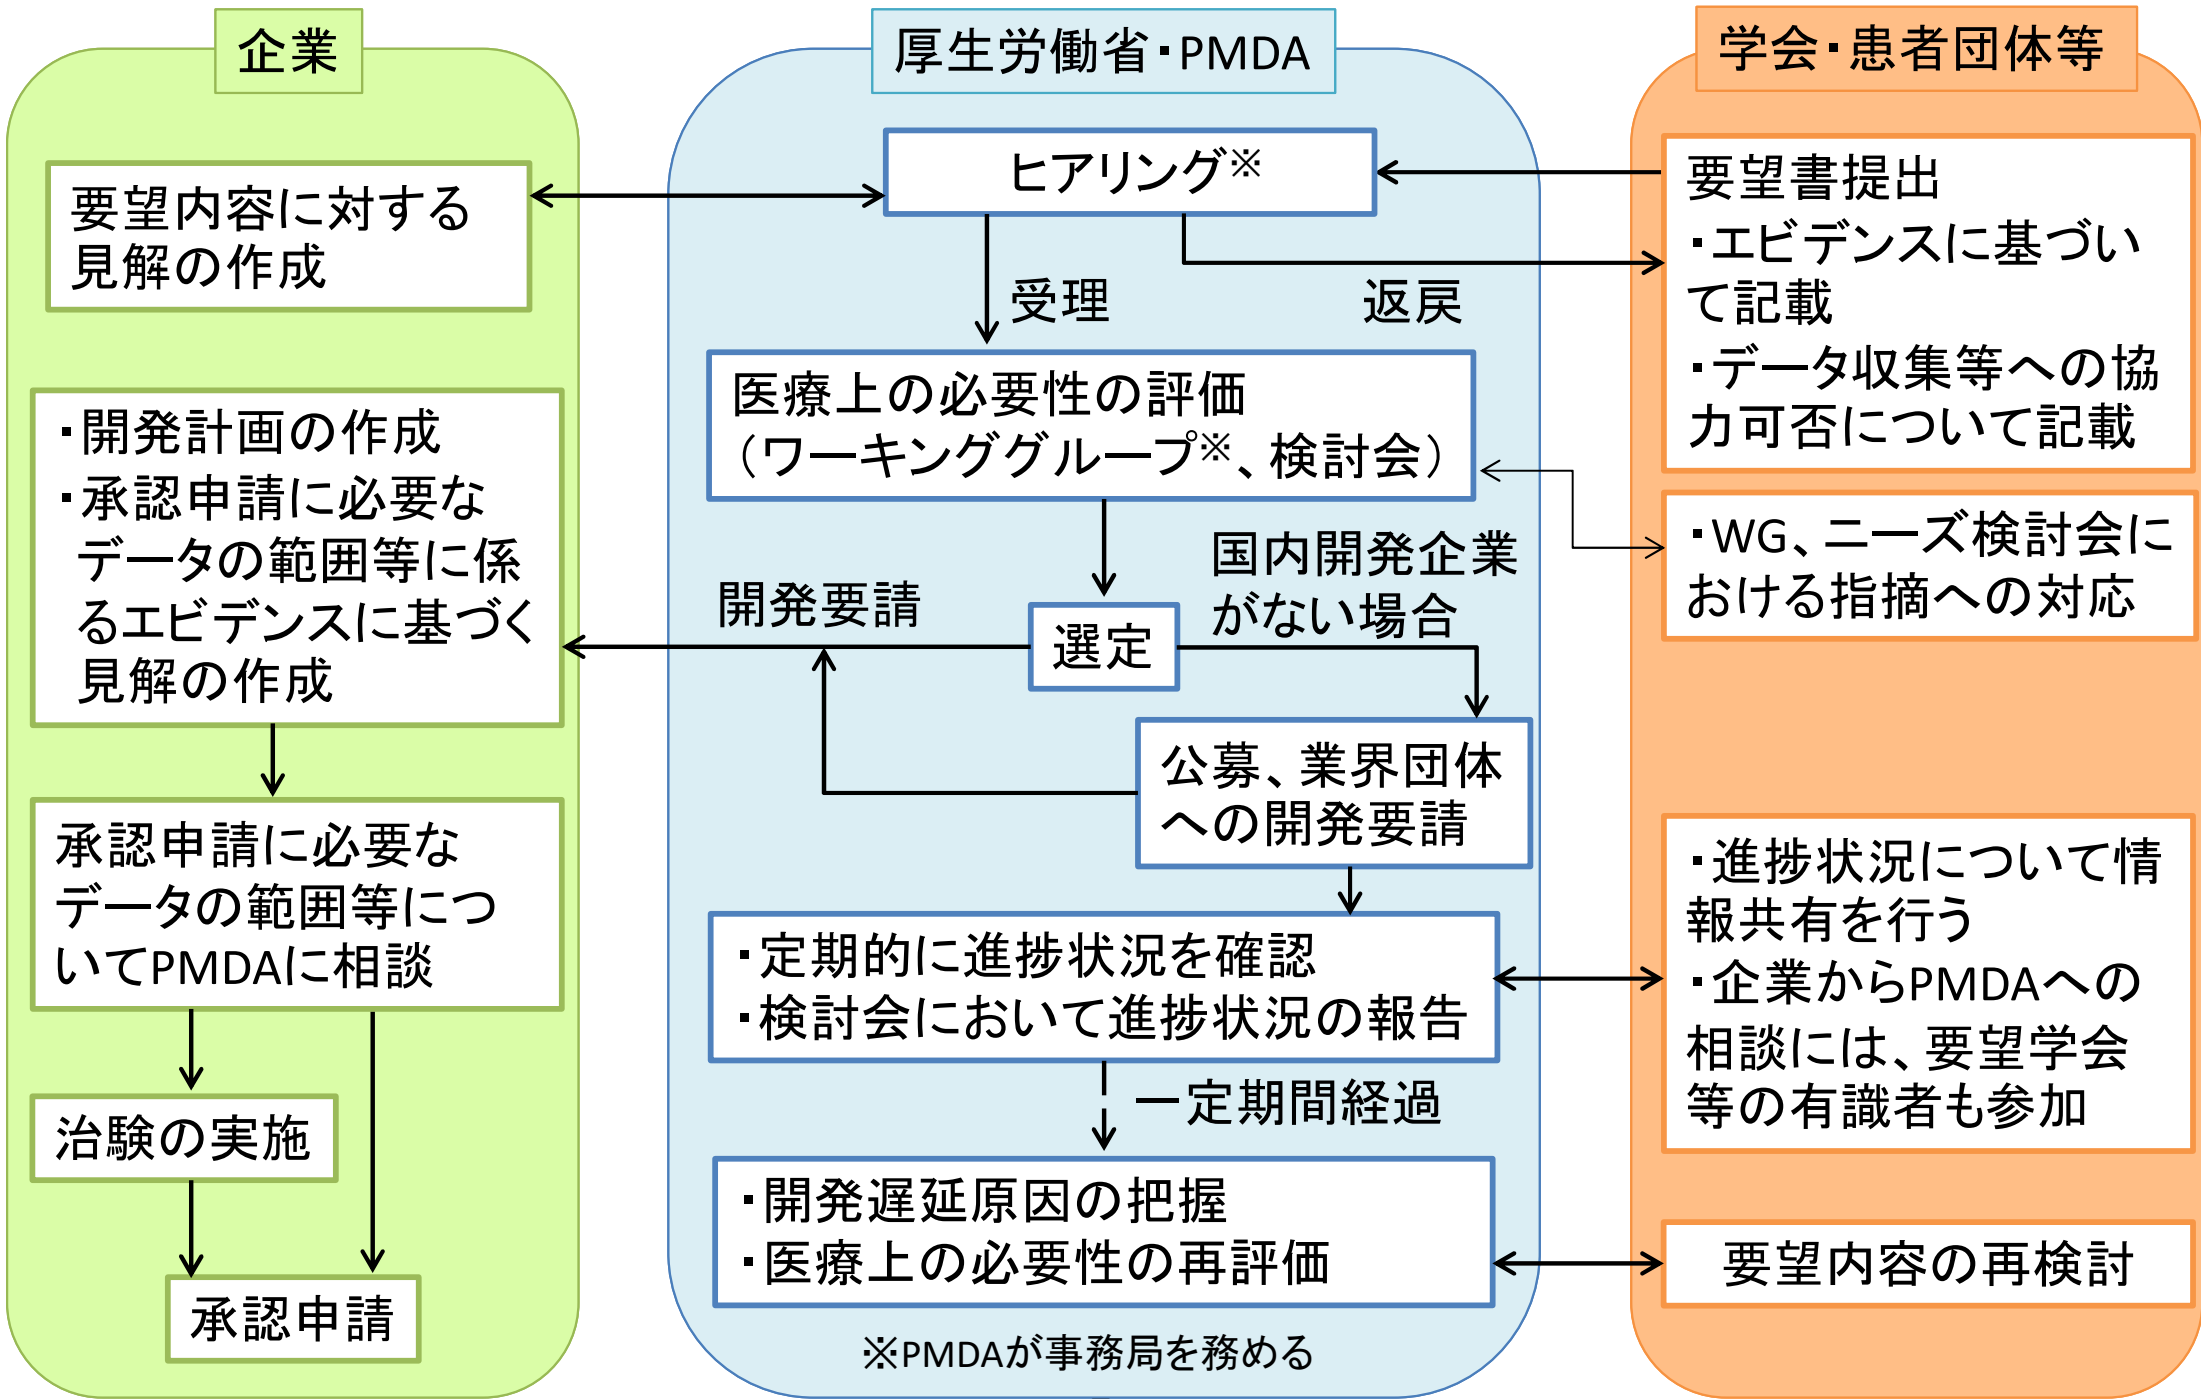 企業
要望内容に対する
見解の作成
・開発計画の作成
・承認申請に必要な
データの範囲等に係
るエビデンスに基づく
見解の作成
承認申請に必要な
データの範囲等につ
いてPMDAに相談
治験の実施
承認申請
厚生労働省・PMDA
ヒアリング※
受理
返戻
医療上の必要性の評価
（ワーキンググループ※、検討会）
開発要請
選定
国内開発企業
がない場合
公募、業界団体
への開発要請
・定期的に進捗状況を確認
・検討会において進捗状況の報告
一定期間経過
・開発遅延原因の把握
・医療上の必要性の再評価
※PMDAが事務局を務める
学会・患者団体等
要望書提出
・エビデンスに基づい
て記載
・データ収集等への協
力可否について記載
・WG、ニーズ検討会に
おける指摘への対応
・進捗状況について情
報共有を行う
・企業からPMDAへの
相談には、要望学会
等の有識者も参加
要望内容の再検討